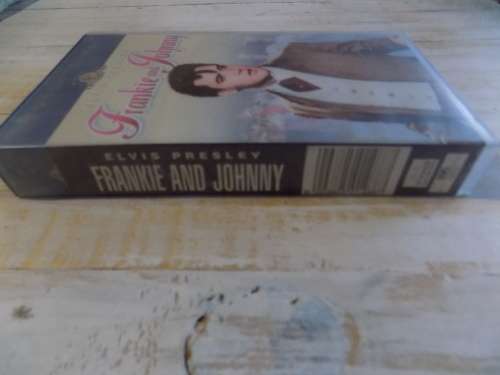 Frankie and Johnny
ELVIS PRESLEY
FRANKIE AND JOHNNY